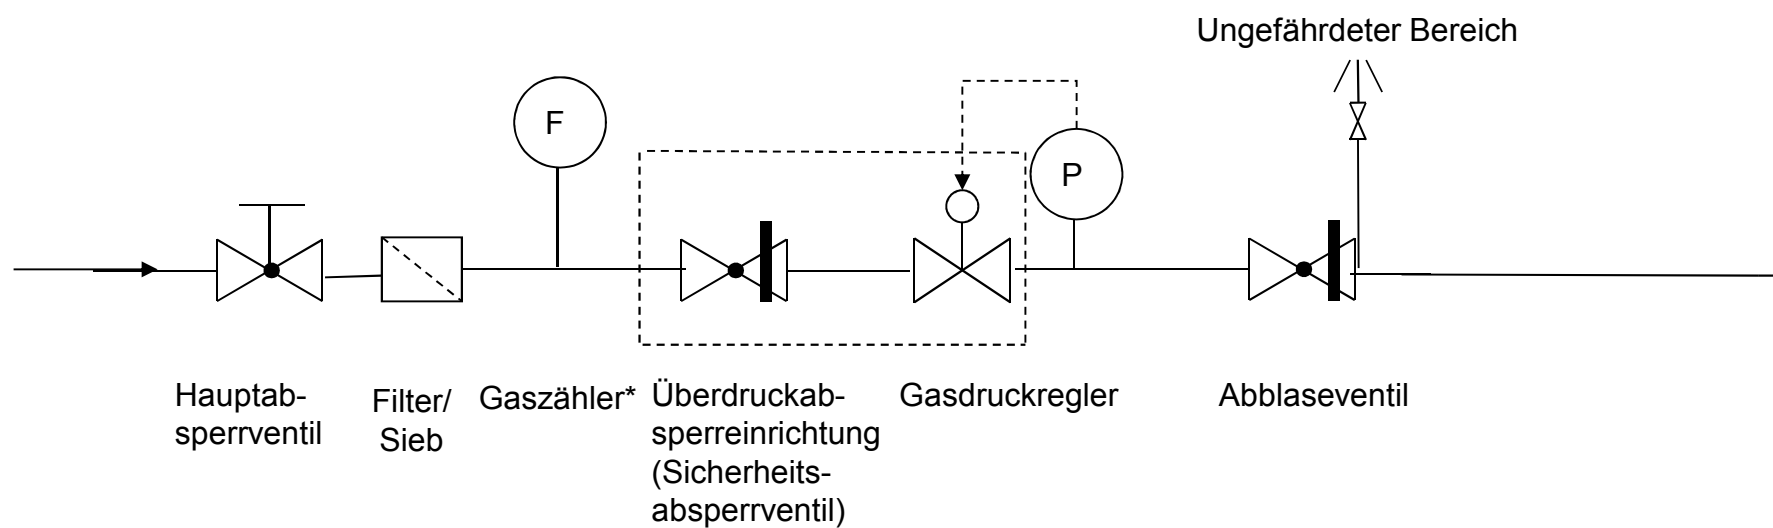 Ungefährdeter Bereich
F
P
Hauptab-
sperrventil
Filter/
Sieb
Gaszähler*
Überdruckab-
sperreinrichtung
(Sicherheits-
absperrventil)
Gasdruckregler
Abblaseventil